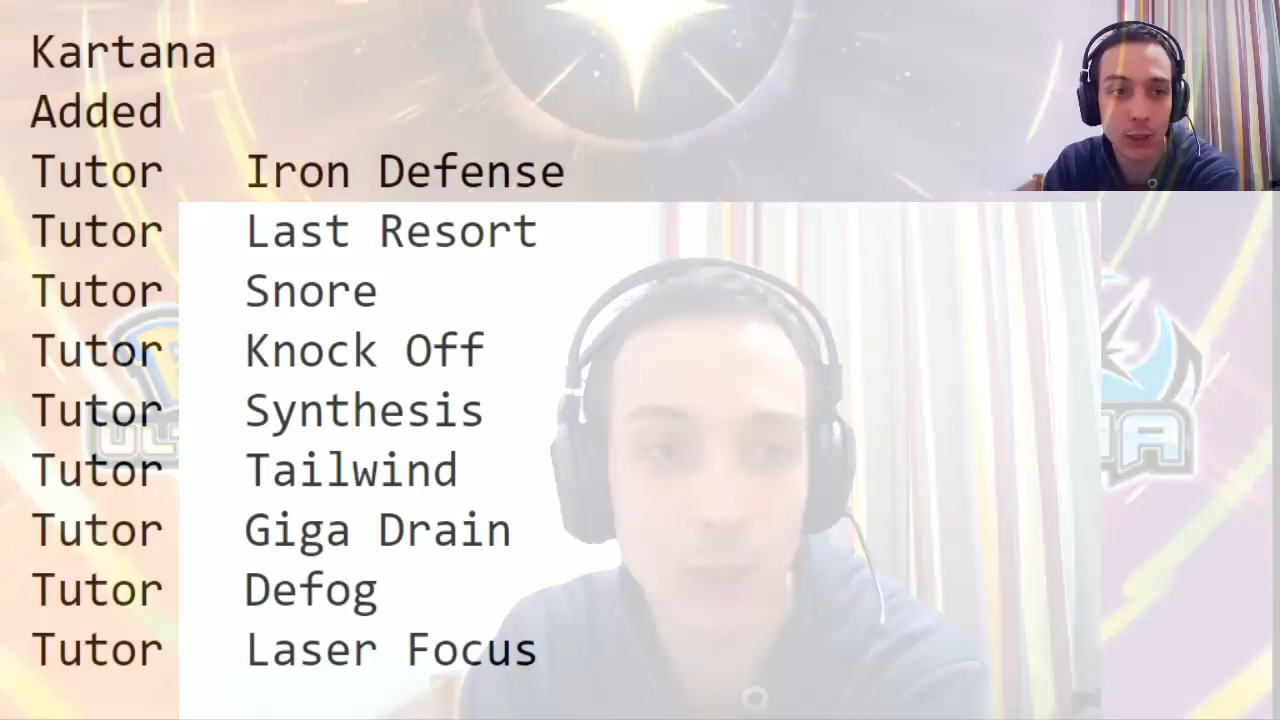 Kartana
Added
Tutor Iron Defense
Tutor Last Resort
Tutor Snore
Tutor Knock Off
Tutor Synthesis
Tutor Tailwind
Tutor Giga Drain
Tutor Defog
Tutor Laser Focus